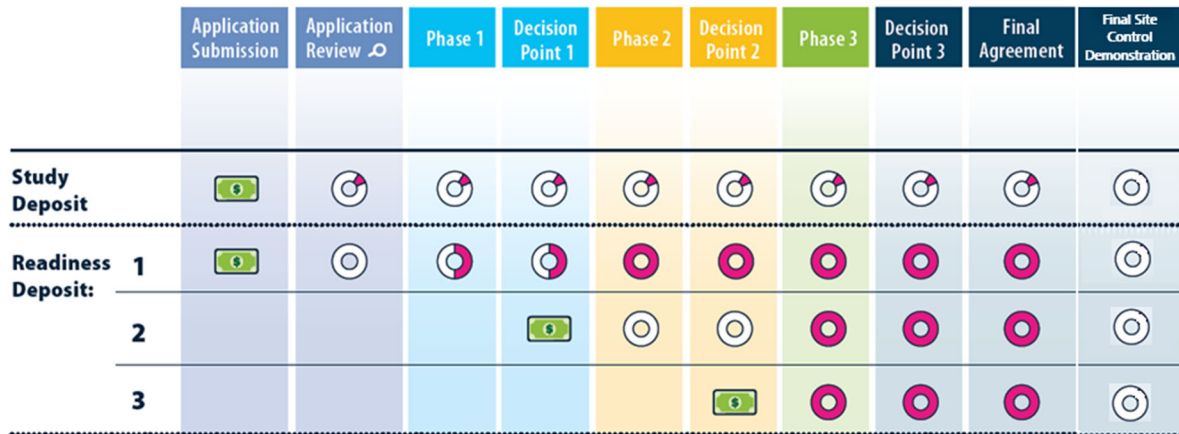 Application Submission
Application Review
Phase 1
Decision Point 1
Phase 2
Decision Point 2
Phase 3
Decision Point 3
Final Agreement
Final Site Control Demonstration
Study Deposit
$
Readiness Deposit:
1
$
2
$
3
$